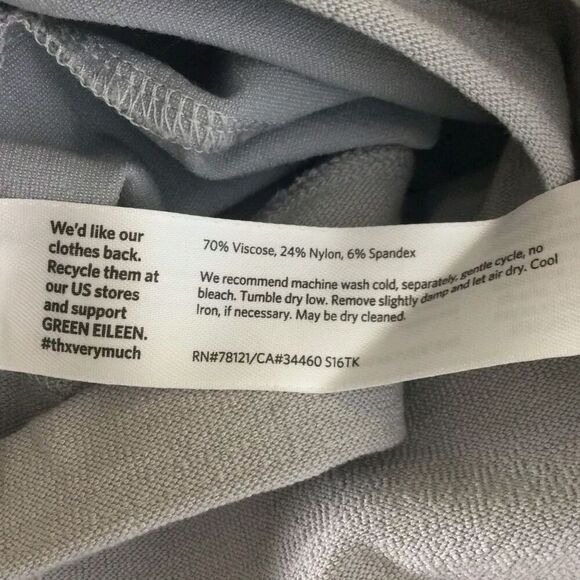 We'd like our
clothes back.
Recycle them at
our US stores
and support
GREEN EILEEN.
#thxverymuch
70% Viscose, 24% Nylon, 6% Spandex
We recommend machine wash cold, separately, gentle cycle, no
bleach. Tumble dry low. Remove slightly damp and let air dry. Cool
Iron, if necessary. May be dry cleaned.
RN#78121/CA#34460 S16TK